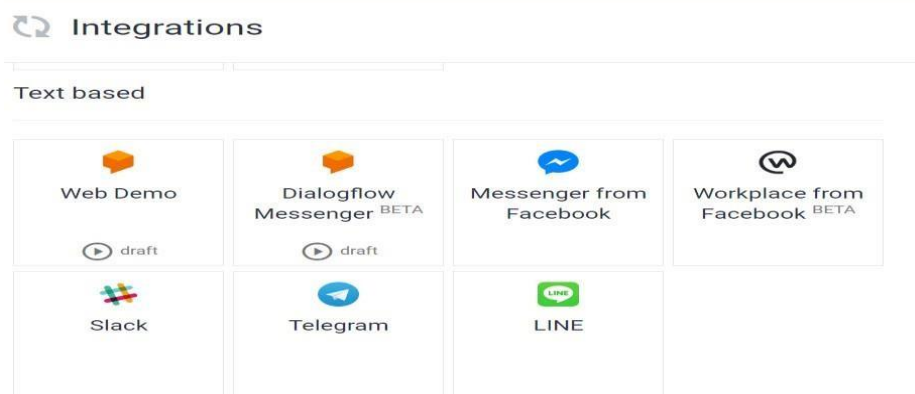 Integrations
Text based
Web Demo
draft
Dialogflow
Messenger BETA
draft
Messenger from
Facebook
Workplace from
Facebook BETA
Slack
Telegram
LINE
LINE